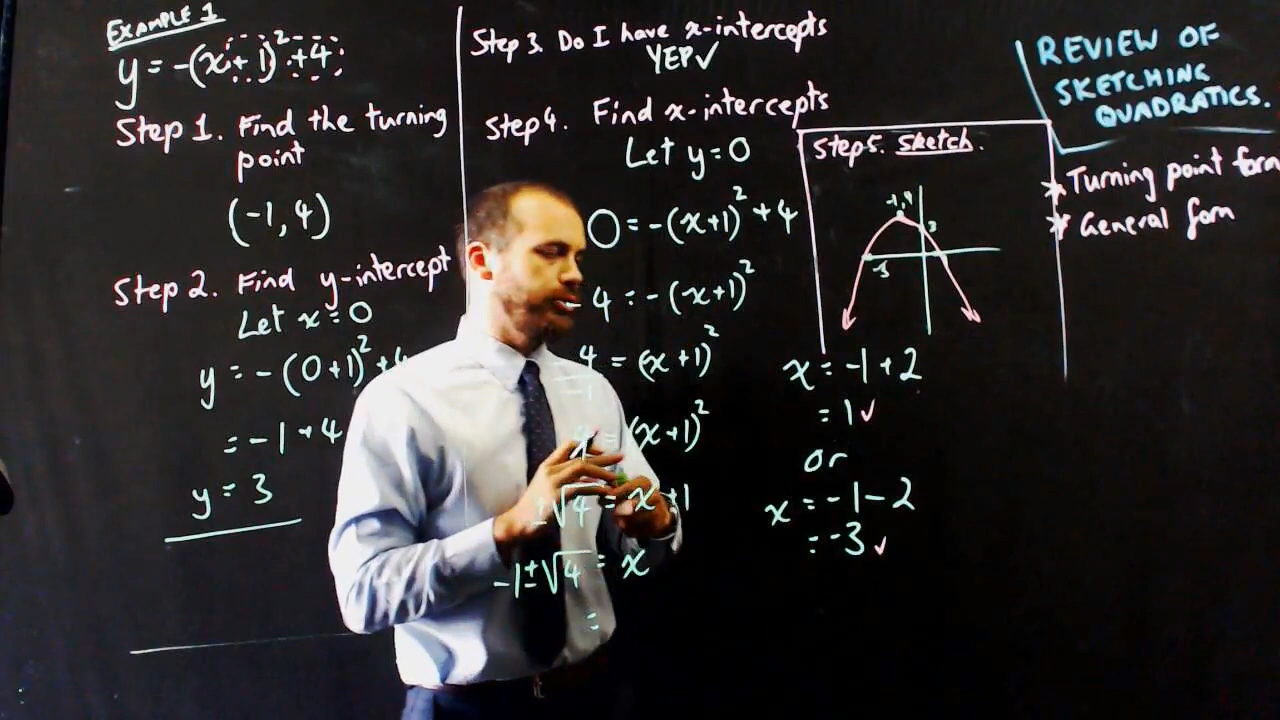 EXAMPLE 1
y = -(x+1)² +4
Step 1. Find the turning
point
(-1,4)
Step 2. Find y-intercept
Let x = 0
y = -(0+1)² +4
= -1 +4
y = 3
Step 3. Do I have x-intercepts
YEP ✓
Step 4. Find x-intercepts
Let y = 0
0 = -(x+1)² +4
-4 = -(x+1)²
= (x+1)²
= (x+1)²
±√4 = x+1
-1±√4 = x
=
Step 5. Sketch.
-1,4
3
-3
x = -1+2
= 1 ✓
or
x = -1-2
= -3 ✓
REVIEW OF
SKETCHING
QUADRATICS.
* Turning point form
* General form